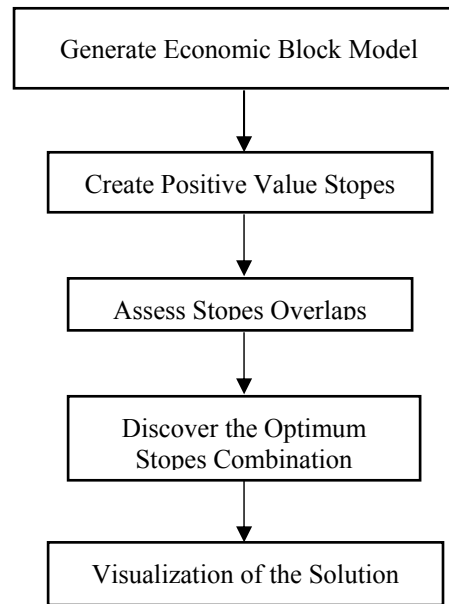 Generate Economic Block Model
Create Positive Value Stopes
Assess Stopes Overlaps
Discover the Optimum
Stopes Combination
Visualization of the Solution